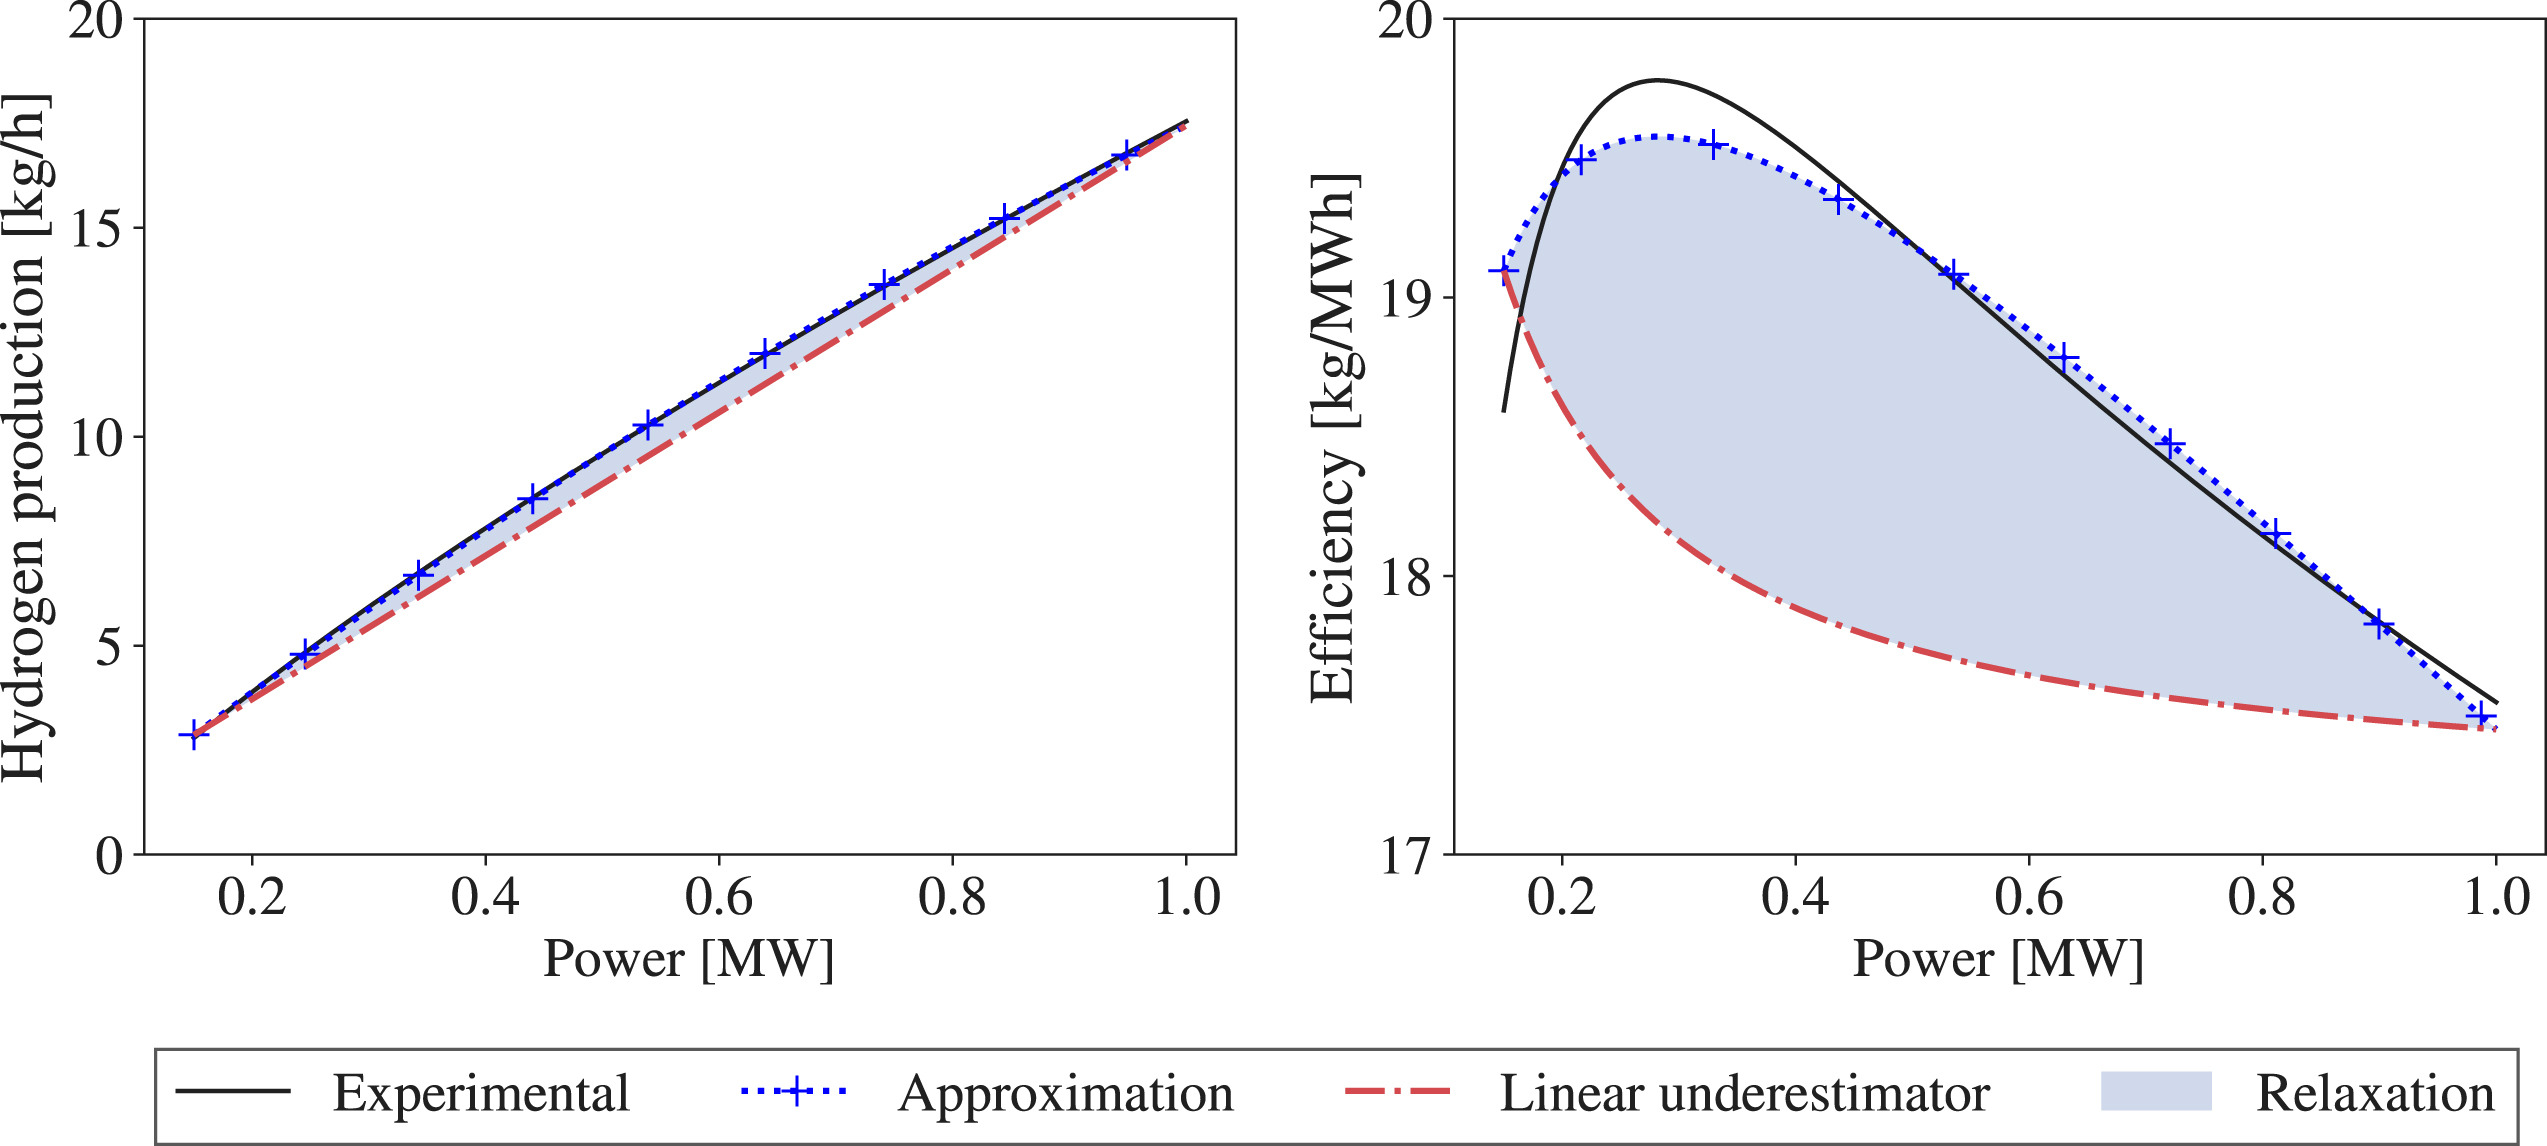 Hydrogen production [kg/h]
20
15
10
5
0
0.2 0.4 0.6 0.8 1.0
Power [MW]
Efficiency [kg/MWh]
20
19
18
17
0.2 0.4 0.6 0.8 1.0
Power [MW]
Experimental Approximation Linear underestimator Relaxation